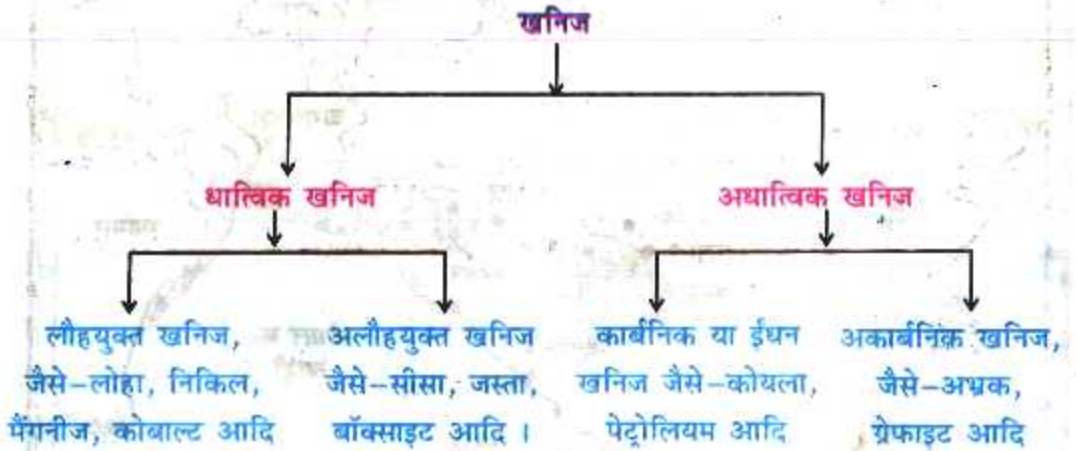 खनिज
धात्विक खनिज
अधात्विक खनिज
लौहयुक्त खनिज,
जैसे-लोहा, निकिल,
मैंगनीज, कोबाल्ट आदि
अलौहयुक्त खनिज
जैसे-सीसा, जस्ता,
बॉक्साइट आदि ।
कार्बनिक या ईंधन
खनिज जैसे-कोयला,
पेट्रोलियम आदि
अकार्बनिक खनिज,
जैसे-अभ्रक,
ग्रेफाइट आदि